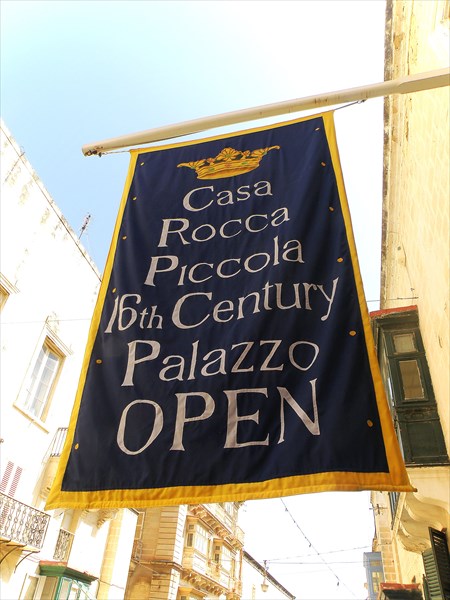 Casa
Rocca
Piccola
16th Century
Palazzo
OPEN